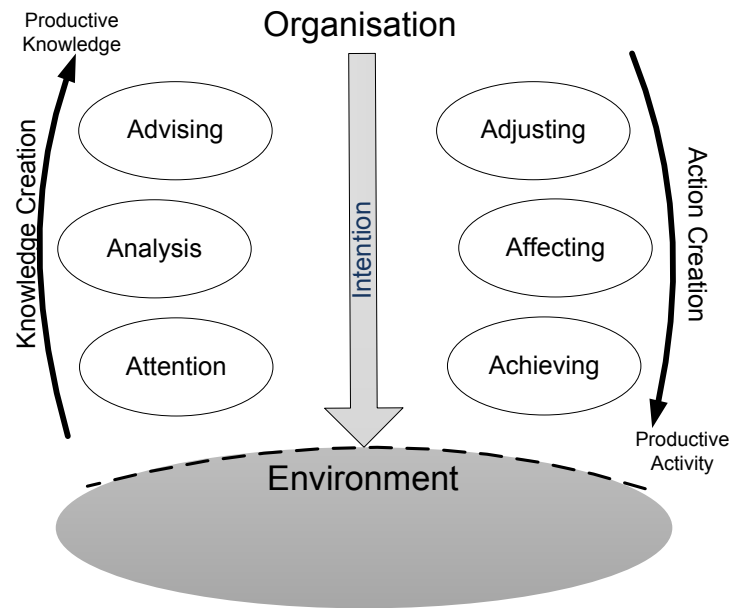 Productive
Knowledge
Organisation
Advising
Adjusting
Knowledge Creation
Analysis
Intention
Affecting
Action Creation
Attention
Achieving
Productive
Activity
Environment